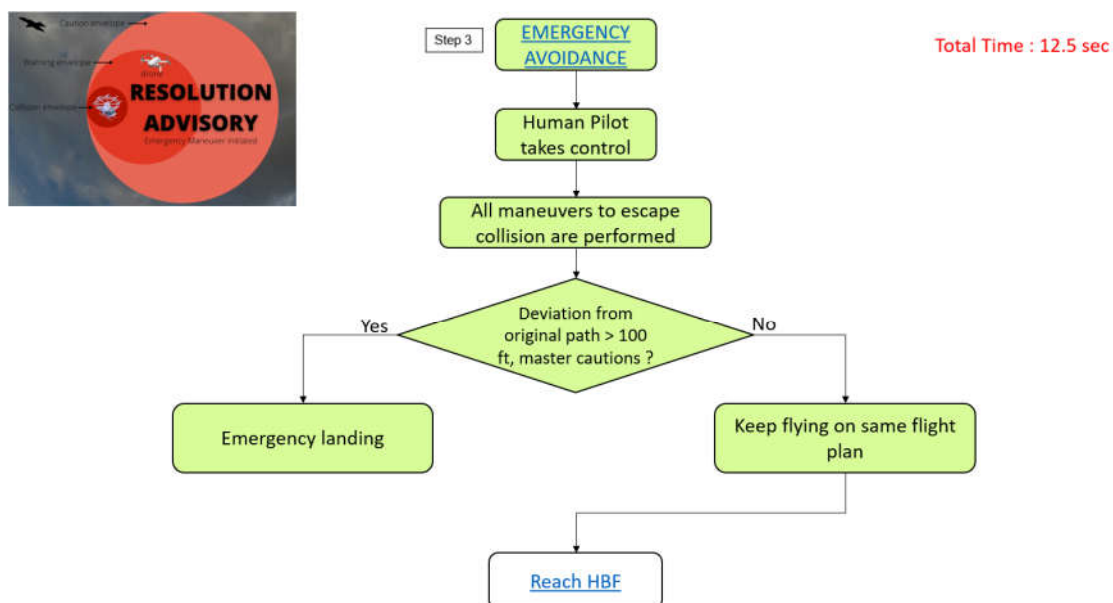 Caution envelope
Warning envelope
drone
Collision envelope
RESOLUTION
ADVISORY
Emergency Maneuver initiated
Step 3
EMERGENCY
AVOIDANCE
Total Time : 12.5 sec
Human Pilot
takes control
All maneuvers to escape
collision are performed
Deviation from
original path > 100
ft, master cautions ?
Yes
No
Emergency landing
Keep flying on same flight
plan
Reach HBF